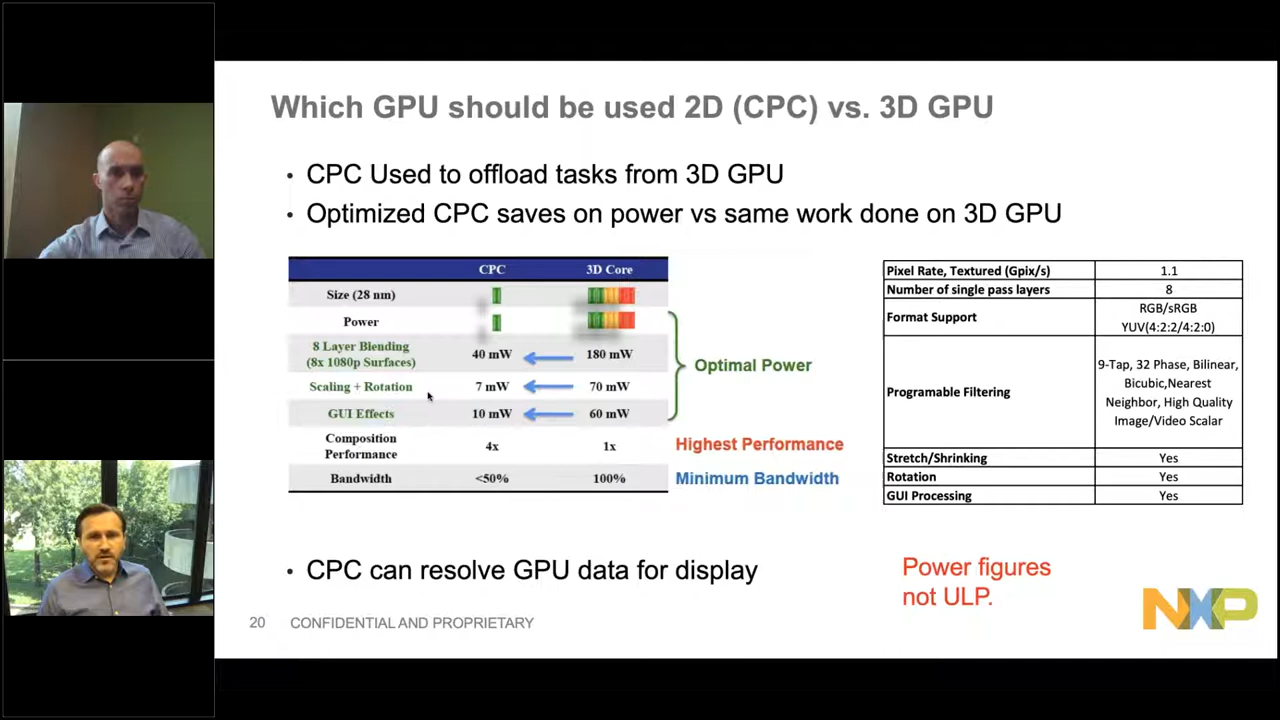 Which GPU should be used 2D (CPC) vs. 3D GPU
• CPC Used to offload tasks from 3D GPU
• Optimized CPC saves on power vs same work done on 3D GPU
CPC 3D Core
Size (28 nm)
Power
8 Layer Blending
(8x 1080p Surfaces)
40 mW 180 mW
Scaling + Rotation 7 mW 70 mW
GUI Effects 10 mW 60 mW
Composition
Performance
4x 1x
Bandwidth <50% 100%
Optimal Power
Highest Performance
Minimum Bandwidth
Pixel Rate, Textured (Gpix/s) 1.1
Number of single pass layers 8
Format Support
RGB/sRGB
YUV(4:2:2/4:2:0)
Programable Filtering
9-Tap, 32 Phase, Bilinear,
Bicubic,Nearest
Neighbor, High Quality
Image/Video Scalar
Stretch/Shrinking Yes
Rotation Yes
GUI Processing Yes
• CPC can resolve GPU data for display
Power figures
not ULP.
20 CONFIDENTIAL AND PROPRIETARY
NXP